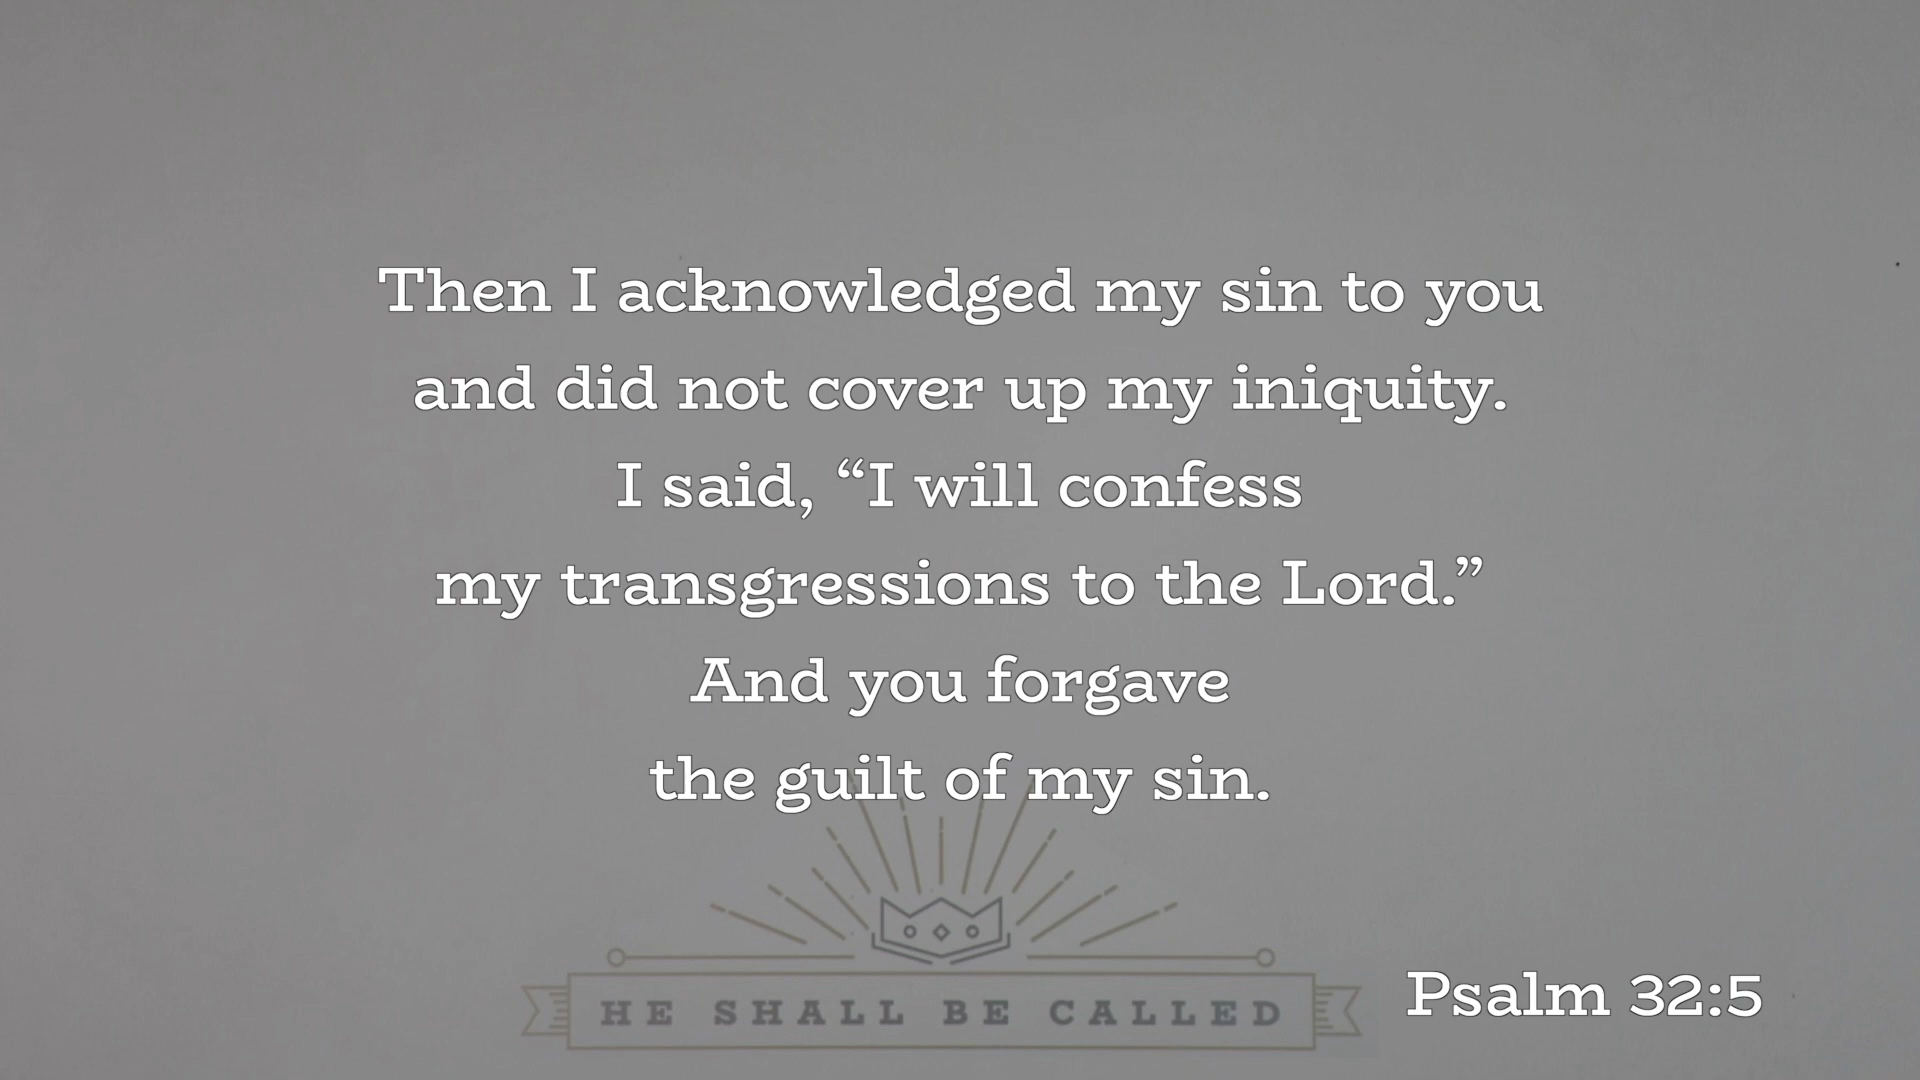 Then I acknowledged my sin to you
and did not cover up my iniquity.
I said, “I will confess
my transgressions to the Lord.”
And you forgave
the guilt of my sin.
HE SHALL BE CALLED
Psalm 32:5